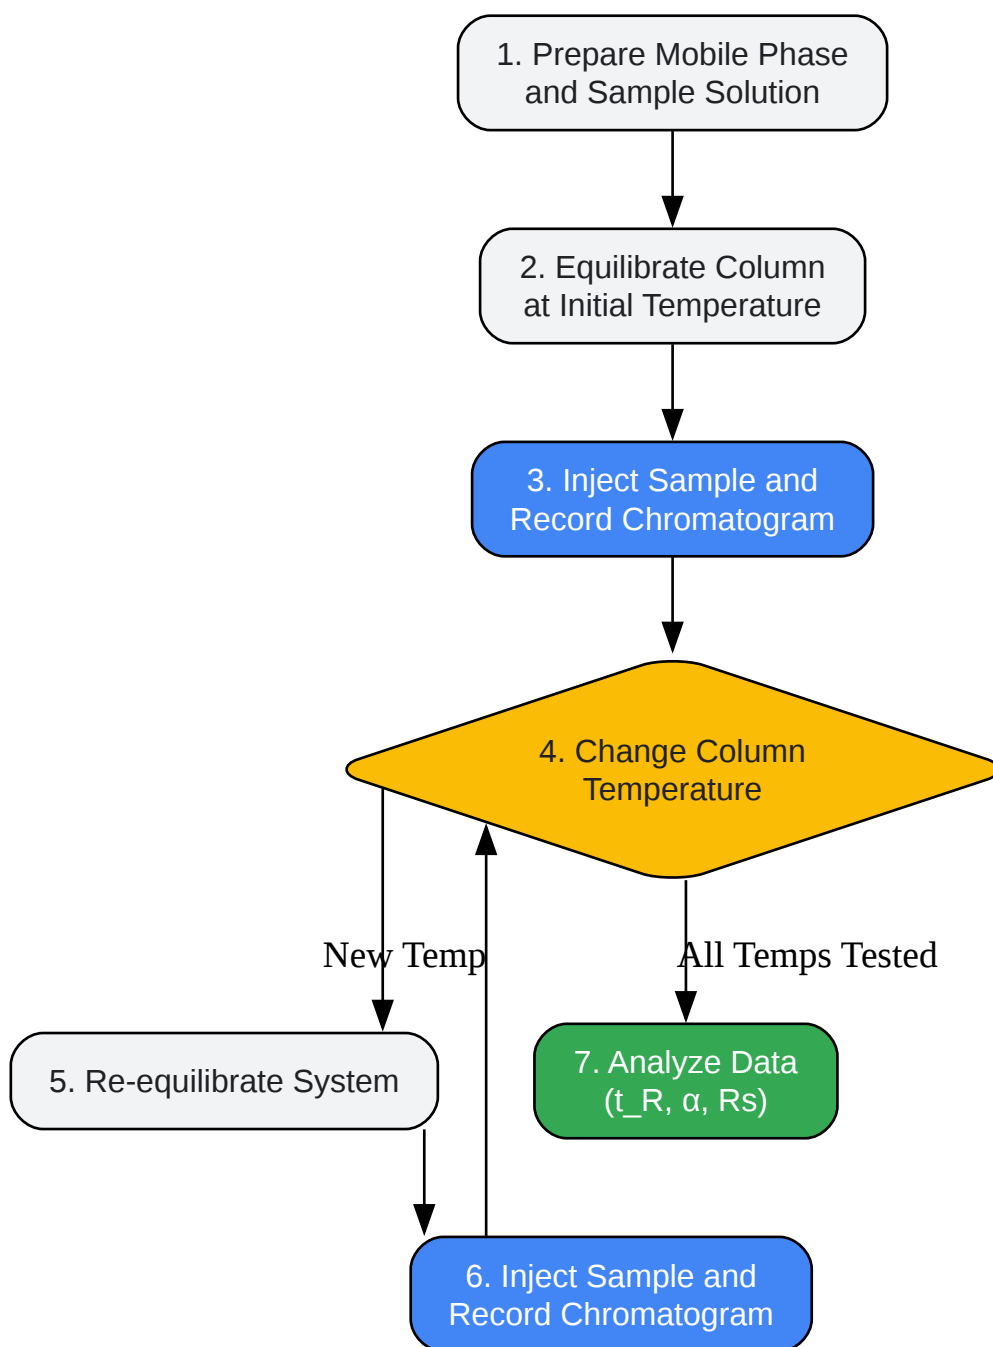 1. Prepare Mobile Phase
and Sample Solution
2. Equilibrate Column
at Initial Temperature
3. Inject Sample and
Record Chromatogram
4. Change Column
Temperature
New Temp
All Temps Tested
5. Re-equilibrate System
7. Analyze Data
(t_R, α, Rs)
6. Inject Sample and
Record Chromatogram